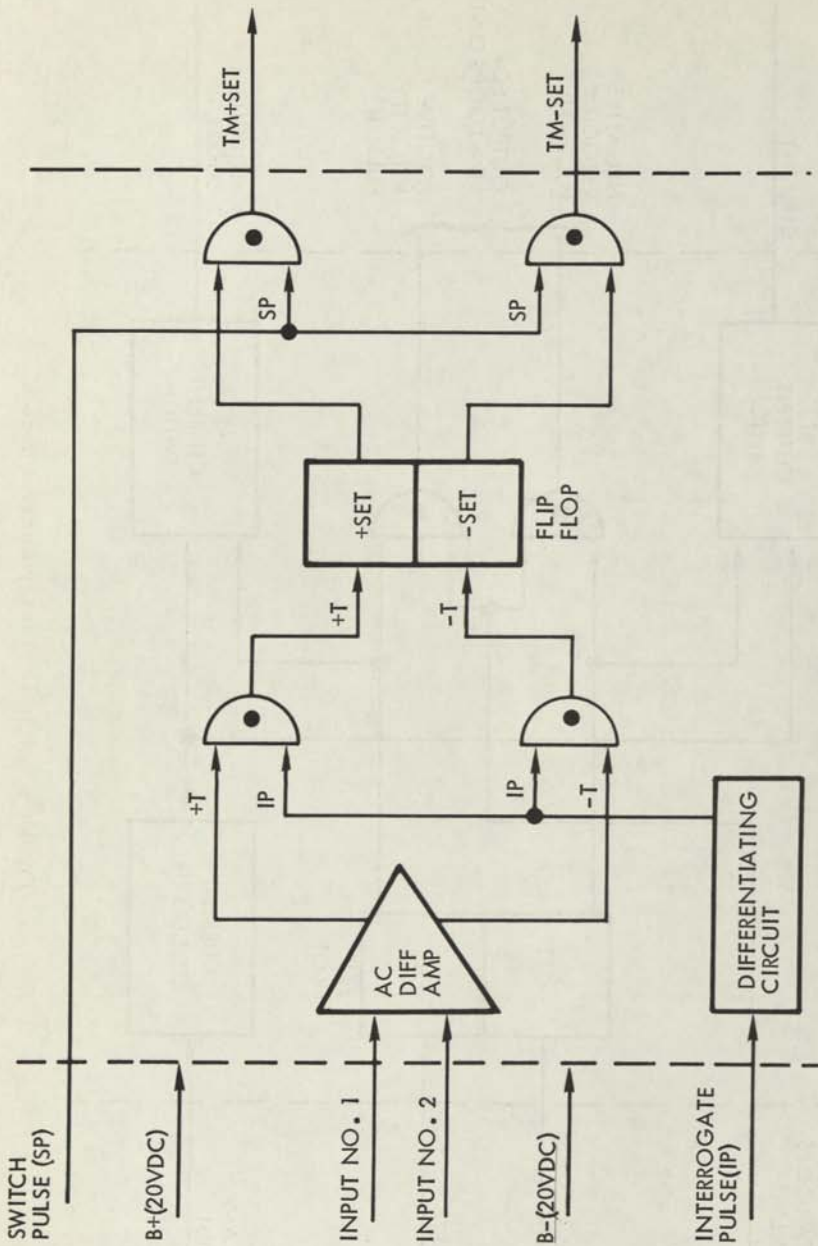 SWITCH
PULSE (SP)
B+(20VDC)
INPUT NO. 1
INPUT NO. 2
B-(20VDC)
INTERROGATE
PULSE(IP)
AC
DIFF
AMP
DIFFERENTIATING
CIRCUIT
+T
IP
IP
-T
+T
-T
+SET
-SET
FLIP
FLOP
SP
SP
TM+SET
TM-SET